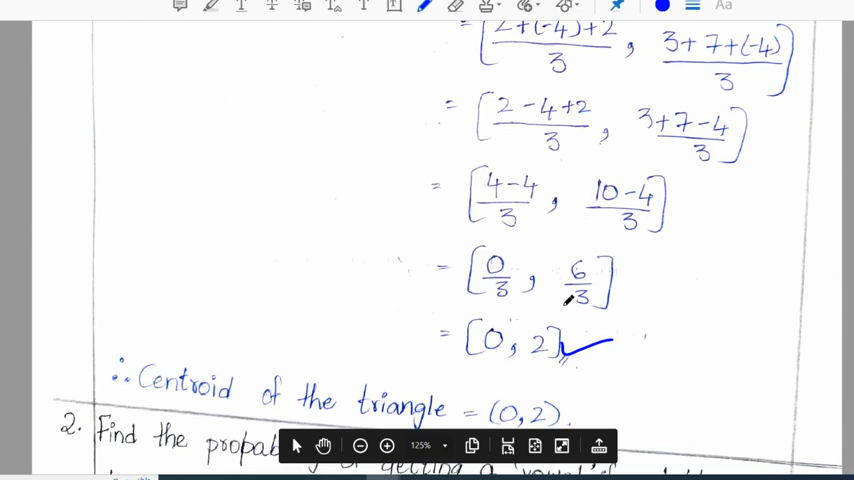 = [2+(-4)+2/3, 3+7+(-4)/3]
= [2-4+2/3, 3+7-4/3]
= [4-4/3, 10-4/3]
= [0/3, 6/3]
= [0, 2]
∴ Centroid of the triangle = (0,2).
2. Find the probab
125%
Aa